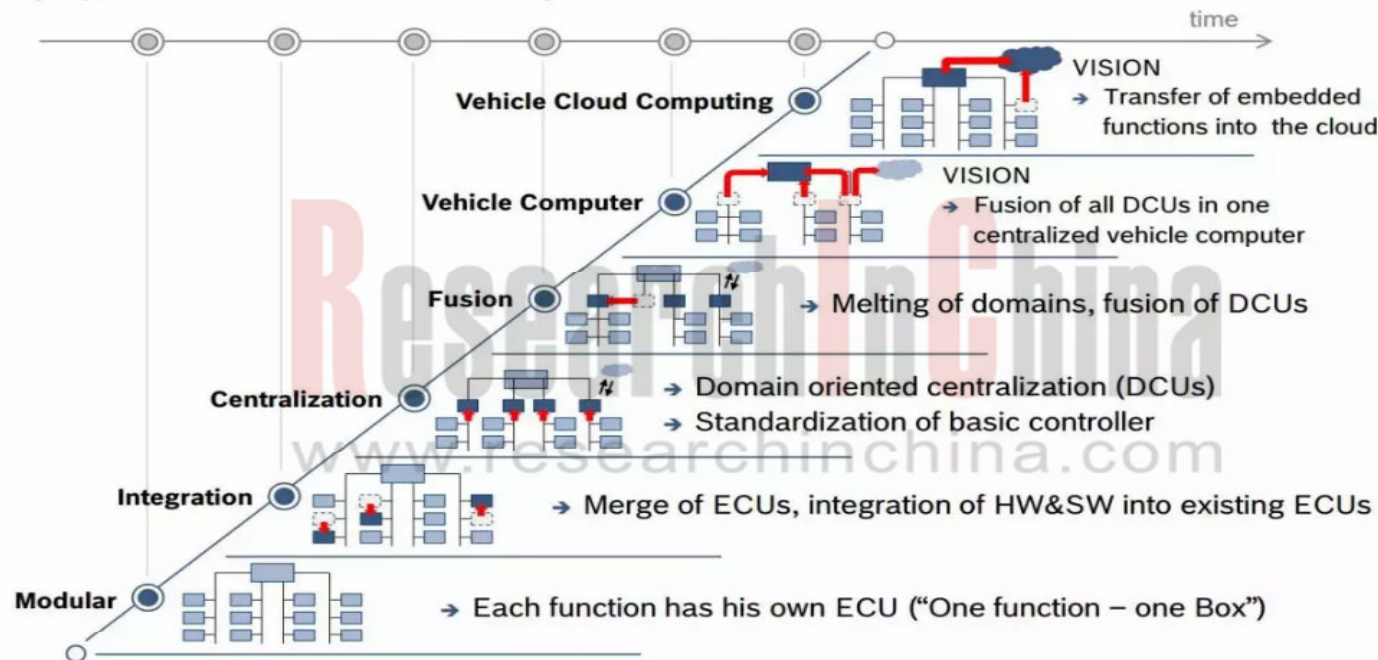 time
VISION
Vehicle Cloud Computing
→ Transfer of embedded
functions into the cloud
VISION
Vehicle Computer
→ Fusion of all DCUs in one
centralized vehicle computer
Fusion
→ Melting of domains, fusion of DCUs
ResearchInChina
Centralization
→ Domain oriented centralization (DCUs)
→ Standardization of basic controller
www.researchinchina.com
Integration
→ Merge of ECUs, integration of HW&SW into existing ECUs
Modular
→ Each function has his own ECU (“One function – one Box”)